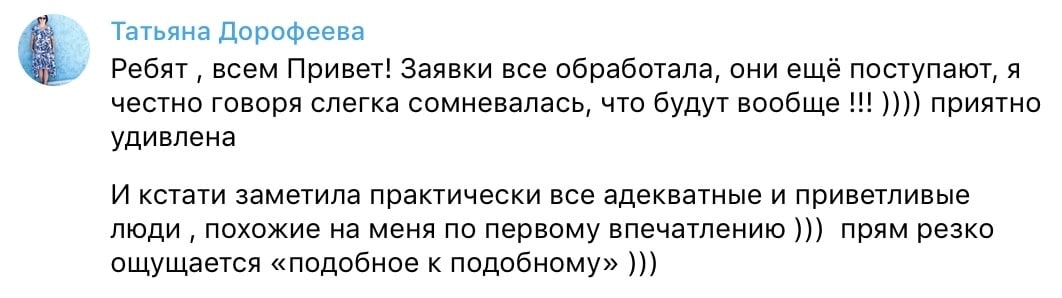 Татьяна Дорофеева
Ребят , всем Привет! Заявки все обработала, они ещё поступают, я
честно говоря слегка сомневалась, что будут вообще !!! )))) приятно
удивлена
И кстати заметила практически все адекватные и приветливые
люди , похожие на меня по первому впечатлению )))  прям резко
ощущается «подобное к подобному» )))